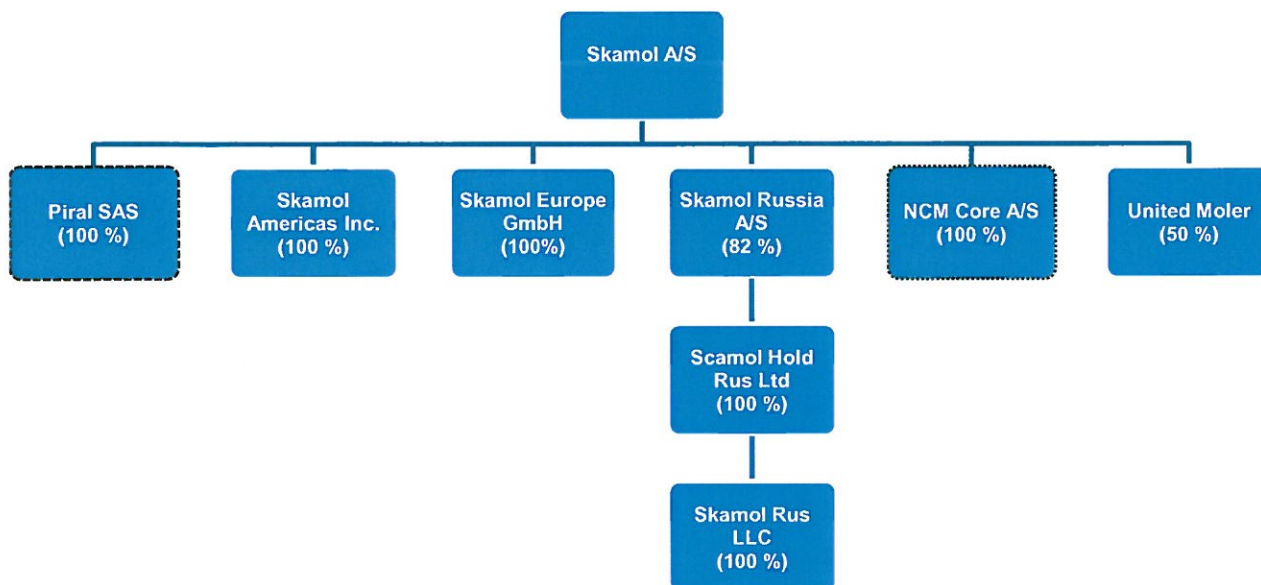 Skamol A/S
Piral SAS
(100 %)
Skamol
Americas Inc.
(100 %)
Skamol Europe
GmbH
(100%)
Skamol Russia
A/S
(82 %)
NCM Core A/S
(100 %)
United Moler
(50 %)
Scamol Hold
Rus Ltd
(100 %)
Skamol Rus
LLC
(100 %)